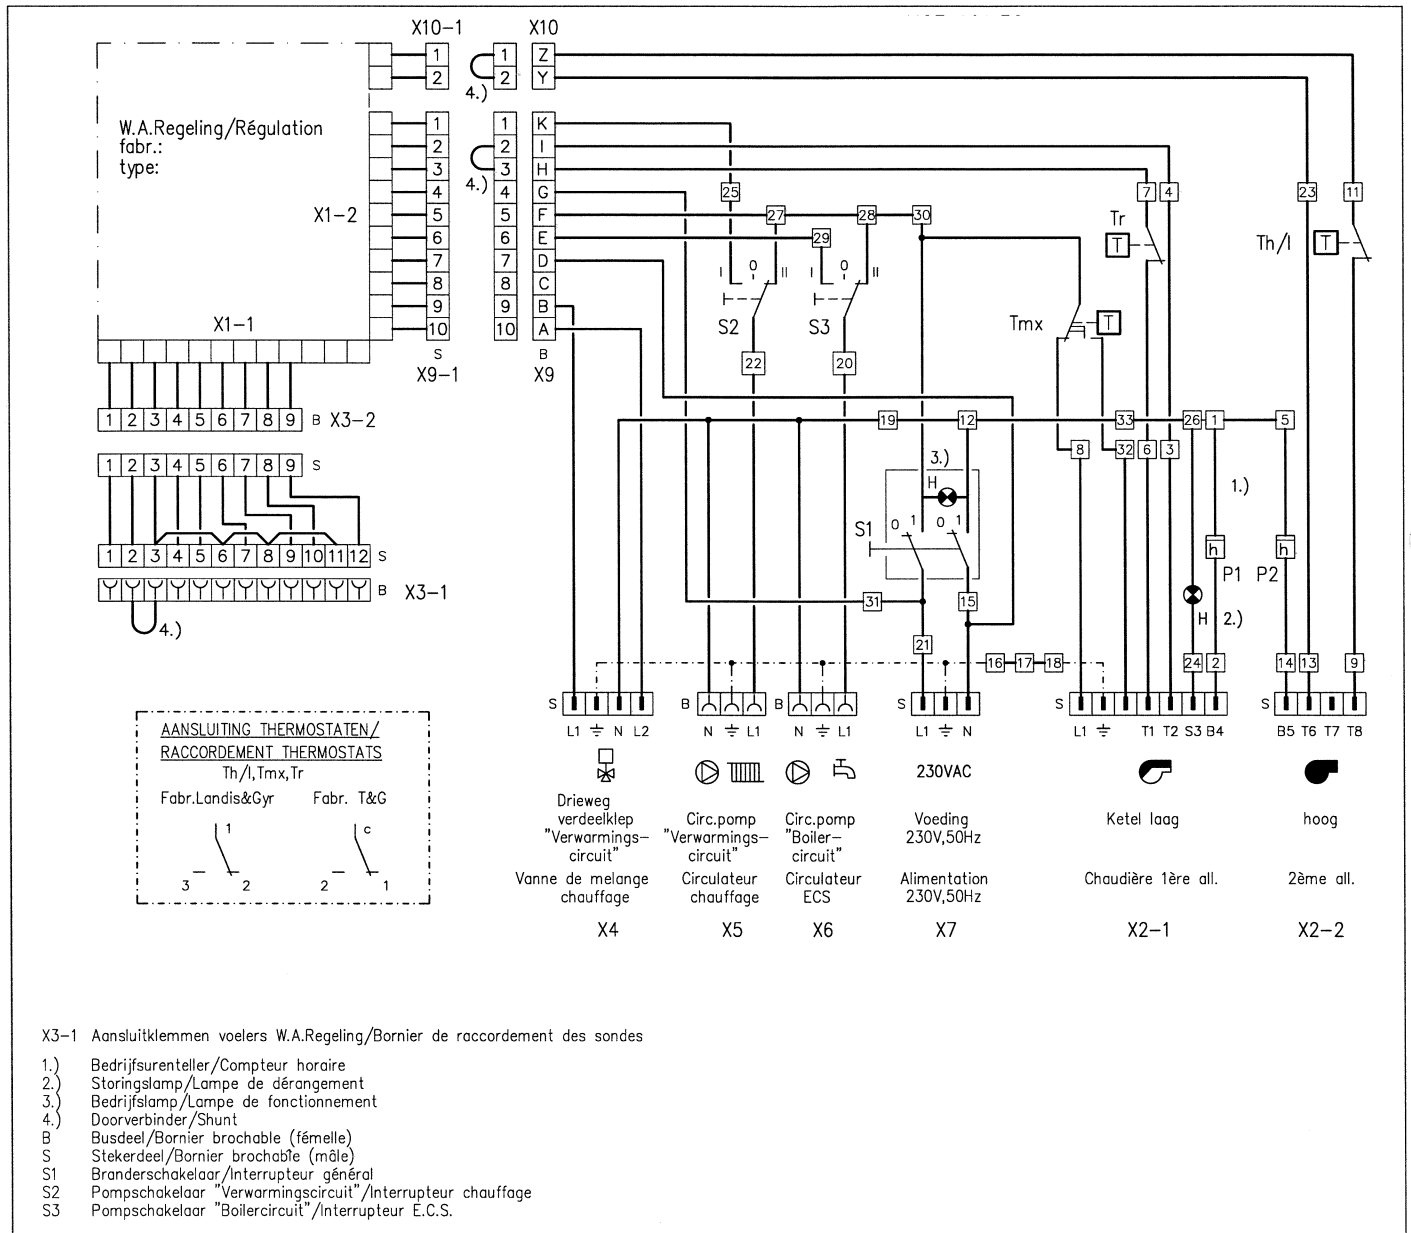 X10-1 X10
1 1 Z
2 2 Y
4.)
W.A.Regeling/Régulation
fabr.:
type:
1 1 K
2 2 I
3 3 H
4.)
4 4 G
X1-2
5 5 F
6 6 E
7 7 D
8 8 C
9 9 B
10 10 A
X1-1
S B
X9-1 X9
25 7 4 23 11
27 28 30
29
Tr T
Th/I T
I 0 II I 0 II
S2 S3
Tmx T
22 20
1 2 3 4 5 6 7 8 9 B X3-2
19 12 33 26 1 5
8 32 6 3
1 2 3 4 5 6 7 8 9 S
3.)
H
1.)
S1 0 1 0 1
1 2 3 4 5 6 7 8 9 10 11 12 S
h h
P1 P2
B X3-1
4.)
31 15
H 2.)
21
16 17 18 24 2 14 13 9
S B B S S S
L1 N L2 N L1 N L1 L1 N L1 T1 T2 S3 B4 B5 T6 T7 T8
AANSLUITING THERMOSTATEN/
RACCORDEMENT THERMOSTATS
Th/I,Tmx,Tr
Fabr.Landis&Gyr Fabr. T&G
1 c
3 2 2 1
Drieweg
verdeelklep
"Verwarmings-
circuit"
Vanne de melange
chauffage
X4
Circ.pomp
"Verwarmings-
circuit"
Circulateur
chauffage
X5
Circ.pomp
"Boiler-
circuit"
Circulateur
ECS
X6
230VAC
Voeding
230V,50Hz
Alimentation
230V,50Hz
X7
Ketel laag
Chaudière 1ère all.
X2-1
hoog
2ème all.
X2-2
X3-1 Aansluitklemmen voelers W.A.Regeling/Bornier de raccordement des sondes
1.) Bedrijfsurenteller/Compteur horaire
2.) Storingslamp/Lampe de dérangement
3.) Bedrijfslamp/Lampe de fonctionnement
4.) Doorverbinder/Shunt
B Busdeel/Bornier brochable (fémelle)
S Stekerdeel/Bornier brochable (mâle)
S1 Branderschakelaar/Interrupteur général
S2 Pompschakelaar "Verwarmingscircuit"/Interrupteur chauffage
S3 Pompschakelaar "Boilercircuit"/Interrupteur E.C.S.